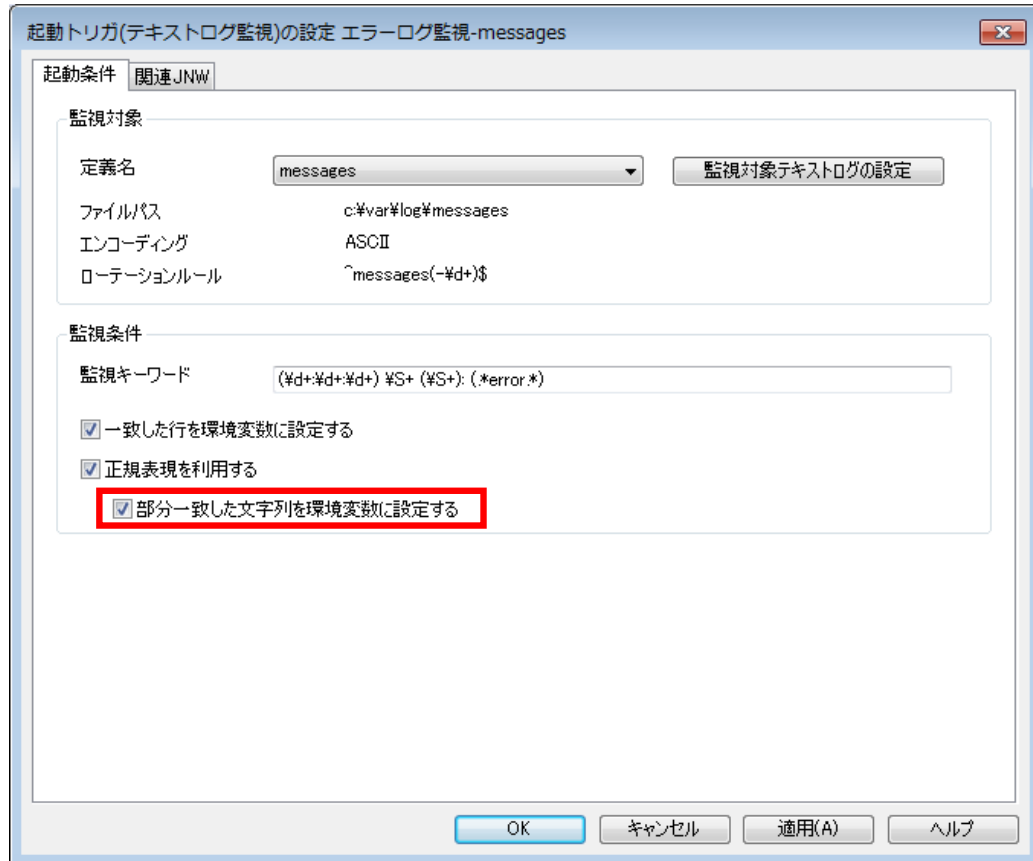 起動トリガ(テキストログ監視)の設定 エラーログ監視-messages
起動条件 関連JNW
監視対象
定義名 messages 監視対象テキストログの設定
ファイルパス c:¥var¥log¥messages
エンコーディング ASCII
ローテーションルール ^messages(-¥d+)$
監視条件
監視キーワード (¥d+:¥d+:¥d+) ¥S+ (¥S+): (.*error.*)
一致した行を環境変数に設定する
正規表現を利用する
部分一致した文字列を環境変数に設定する
OK キャンセル 適用(A) ヘルプ